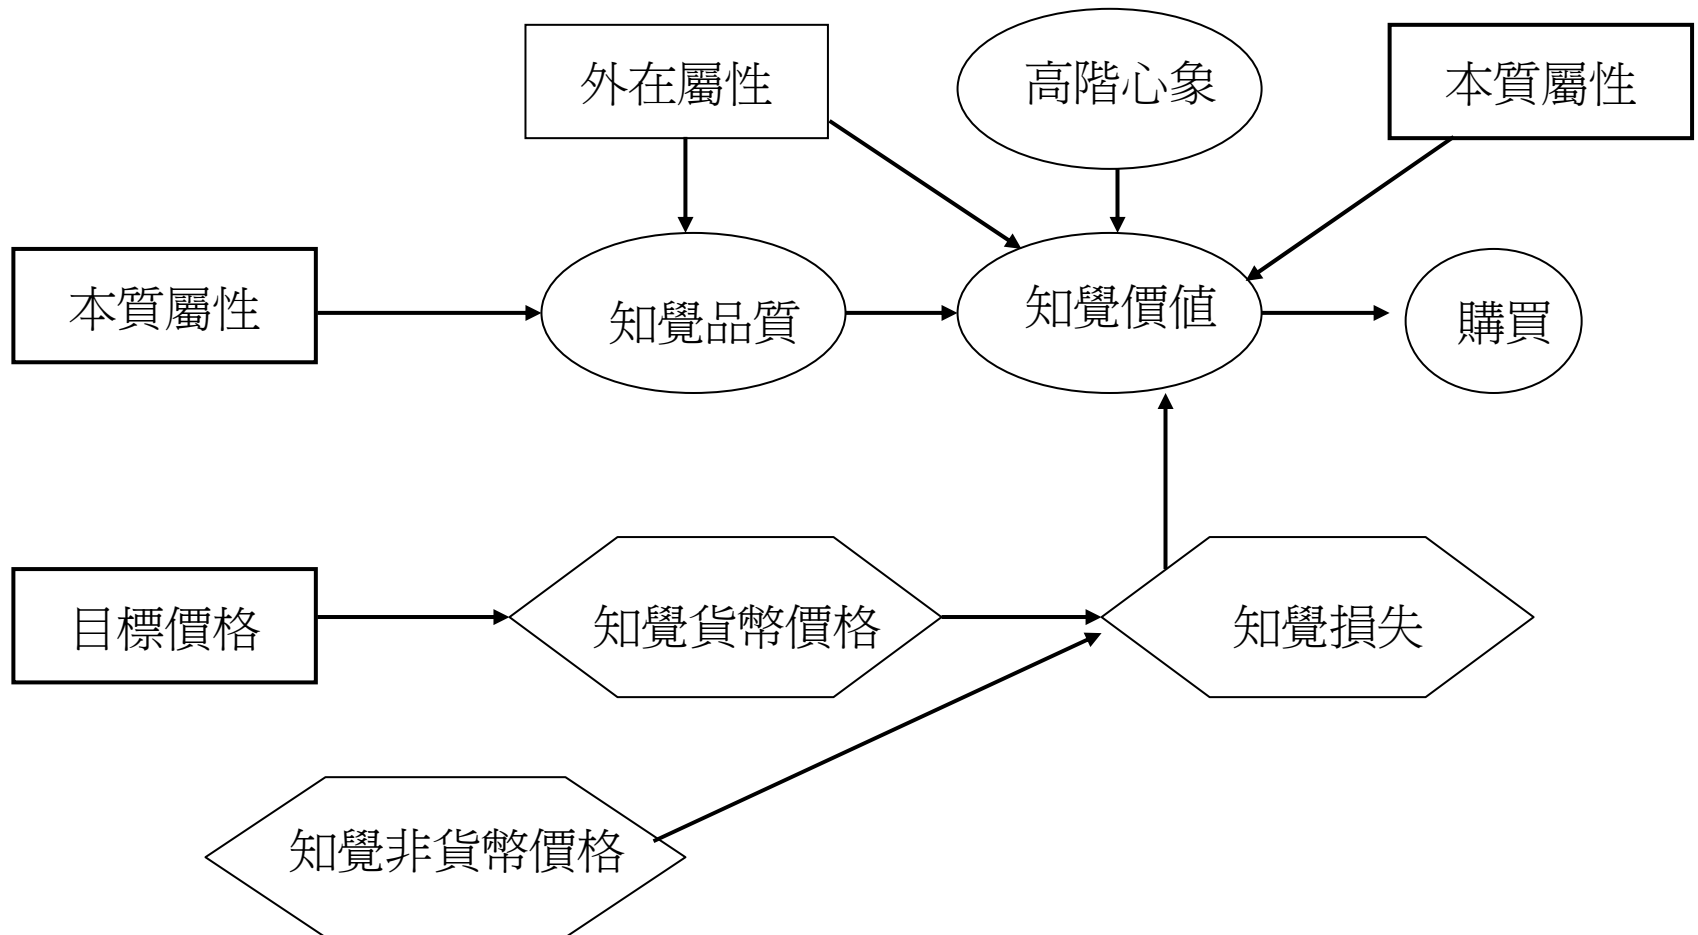 外在屬性
高階心象
本質屬性
本質屬性
知覺品質
知覺價值
購買
目標價格
知覺貨幣價格
知覺損失
知覺非貨幣價格